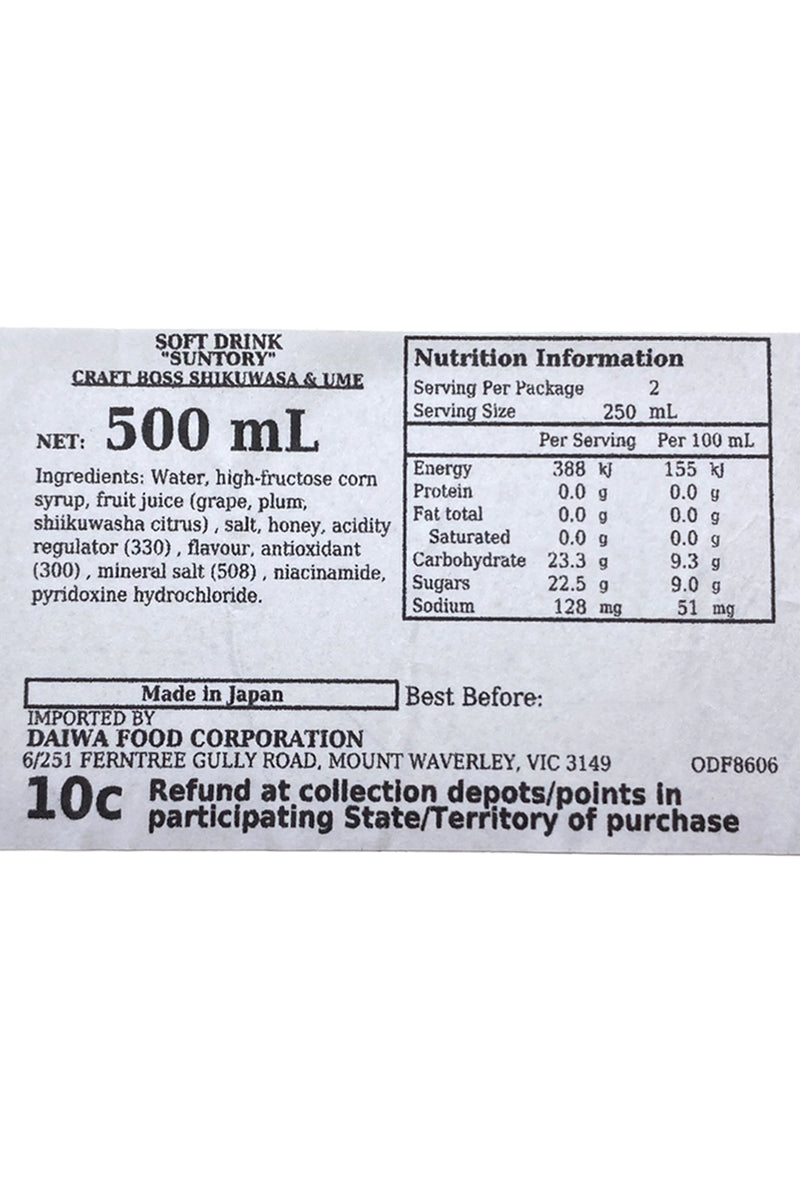 SOFT DRINK
"SUNTORY"
CRAFT BOSS SHIKUWASA & UME
NET: 500 mL
Ingredients: Water, high-fructose corn
syrup, fruit juice (grape, plum,
shiikuwasha citrus) , salt, honey, acidity
regulator (330) , flavour, antioxidant
(300) , mineral salt (508) , niacinamide,
pyridoxine hydrochloride.
Nutrition Information
Serving Per Package 2
Serving Size 250 mL
Per Serving Per 100 mL
Energy 388 kJ 155 kJ
Protein 0.0 g 0.0 g
Fat total 0.0 g 0.0 g
Saturated 0.0 g 0.0 g
Carbohydrate 23.3 g 9.3 g
Sugars 22.5 g 9.0 g
Sodium 128 mg 51 mg
Made in Japan
Best Before:
IMPORTED BY
DAIWA FOOD CORPORATION
6/251 FERNTREE GULLY ROAD, MOUNT WAVERLEY, VIC 3149 ODF8606
10c Refund at collection depots/points in
participating State/Territory of purchase